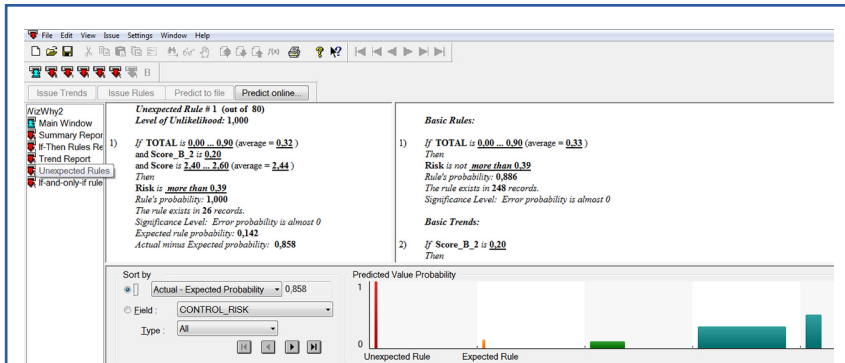 File Edit View Issue Settings Window Help
B
Issue Trends Issue Rules Predict to file Predict online...
WizWhy2
Main Window
Summary Repor
If-Then Rules Re
Trend Report
Unexpected Rules
If-and-only-if rule
Unexpected Rule # 1 (out of 80)
Level of Unlikelihood: 1,000
1) If TOTAL is 0,00 ... 0,90 (average = 0,32 )
and Score_B_2 is 0,20
and Score is 2,40 ... 2,60 (average = 2,44 )
Then
Risk is more than 0,39
Rule's probability: 1,000
The rule exists in 26 records.
Significance Level: Error probability is almost 0
Expected rule probability: 0,142
Actual minus Expected probability: 0,858
Basic Rules:
1) If TOTAL is 0,00 ... 0,90 (average = 0,33 )
Then
Risk is not more than 0,39
Rule's probability: 0,886
The rule exists in 248 records.
Significance Level: Error probability is almost 0
Basic Trends:
2) If Score_B_2 is 0,20
Then
Sort by
Actual - Expected Probability 0,858
Field : CONTROL_RISK
Type : All
Predicted Value Probability
1
0
Unexpected Rule Expected Rule